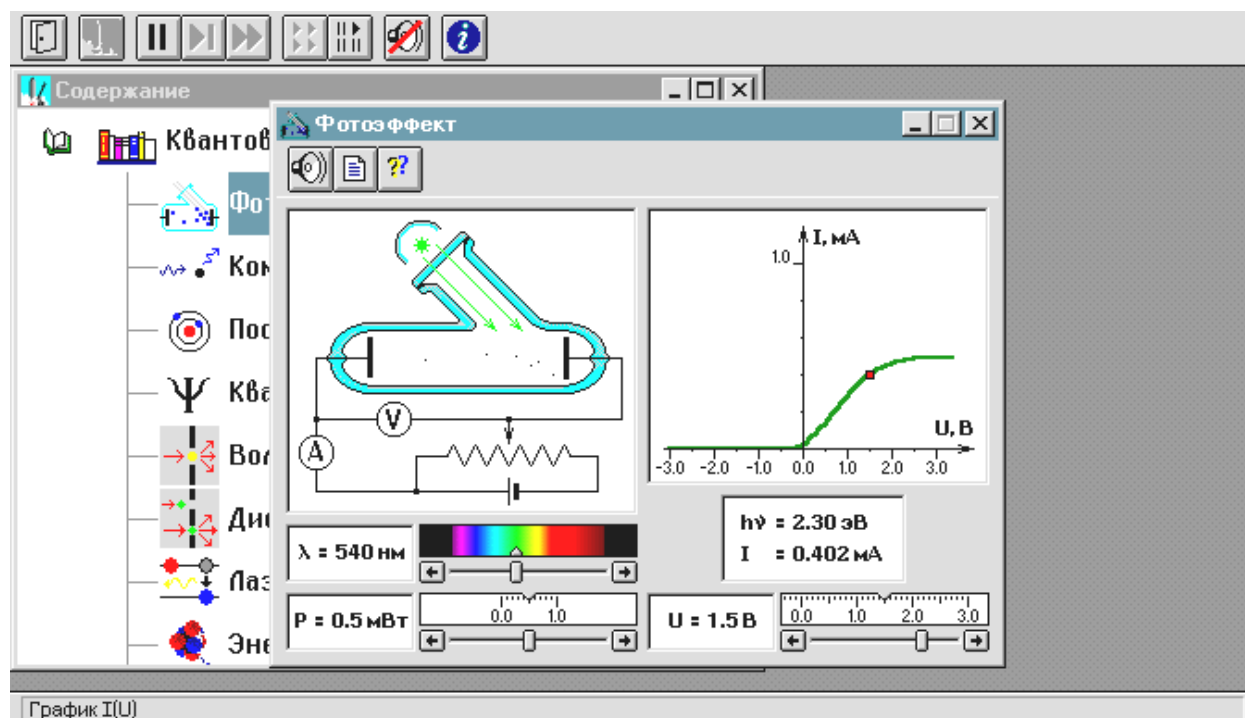 Содержание
Квантов
Фотоэффект
Фот
Ком
Пос
Ква
Вол
Диф
Лаз
Эне
V
A
I, мА
1.0
U, В
-3.0 -2.0 -1.0 0.0 1.0 2.0 3.0
hν = 2.30 эВ
I = 0.402 мА
λ = 540 нм
P = 0.5 мВт
0.0 1.0
U = 1.5 В
0.0 1.0 2.0 3.0
График I(U)